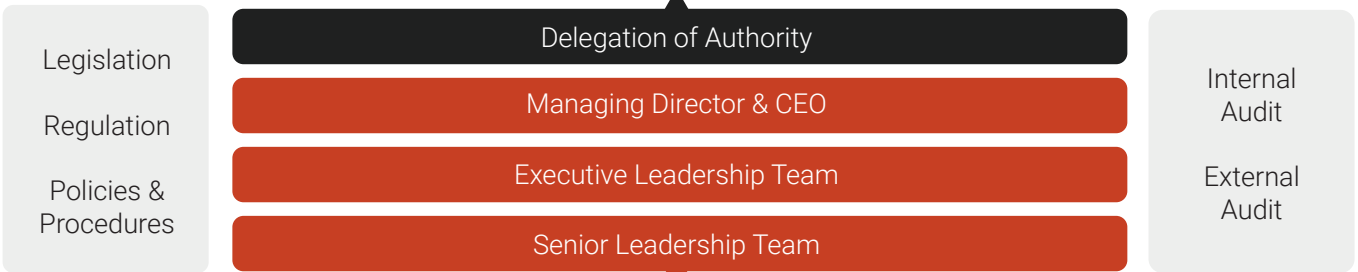 Legislation
Regulation
Policies &
Procedures
Delegation of Authority
Managing Director & CEO
Executive Leadership Team
Senior Leadership Team
Internal
Audit
External
Audit